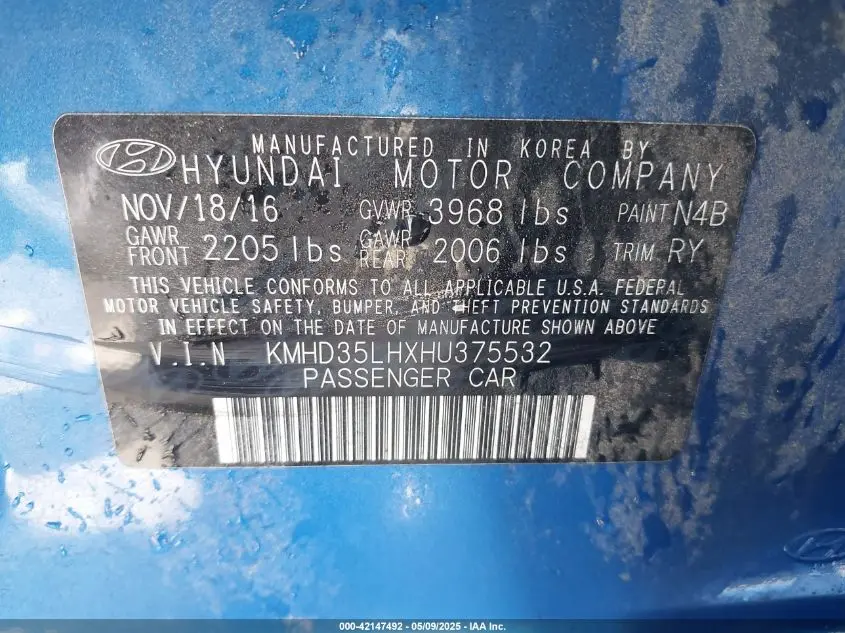 MANUFACTURED IN KOREA BY
HYUNDAI MOTOR COMPANY
NOV/18/16 GVWR 3968 lbs PAINT N4B
GAWR FRONT 2205 lbs GAWR REAR 2006 lbs TRIM RY
THIS VEHICLE CONFORMS TO ALL APPLICABLE U.S.A. FEDERAL
MOTOR VEHICLE SAFETY, BUMPER, AND THEFT PREVENTION STANDARDS
IN EFFECT ON THE DATE OF MANUFACTURE SHOWN ABOVE
V.I.N KMHD35LHXHU375532
PASSENGER CAR
000-42147492 - 05/09/2025 - IAA Inc.